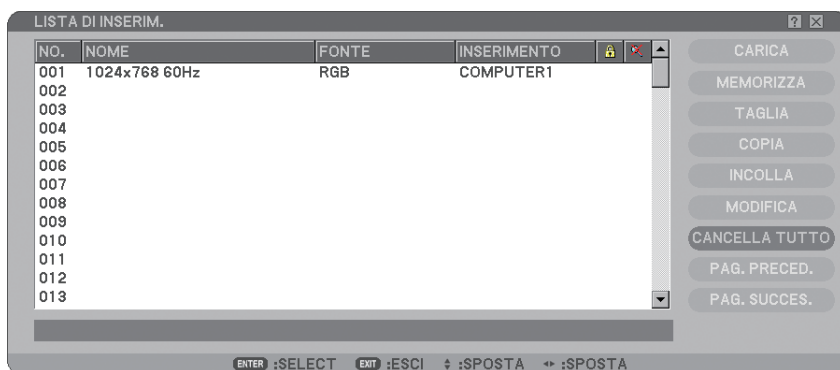 LISTA DI INSERIM.
NO. NOME FONTE INSERIMENTO
001 1024x768 60Hz RGB COMPUTER1
002
003
004
005
006
007
008
009
010
011
012
013
CARICA
MEMORIZZA
TAGLIA
COPIA
INCOLLA
MODIFICA
CANCELLA TUTTO
PAG. PRECED.
PAG. SUCCES.
ENTER :SELECT EXIT :ESCI :SPOSTA :SPOSTA